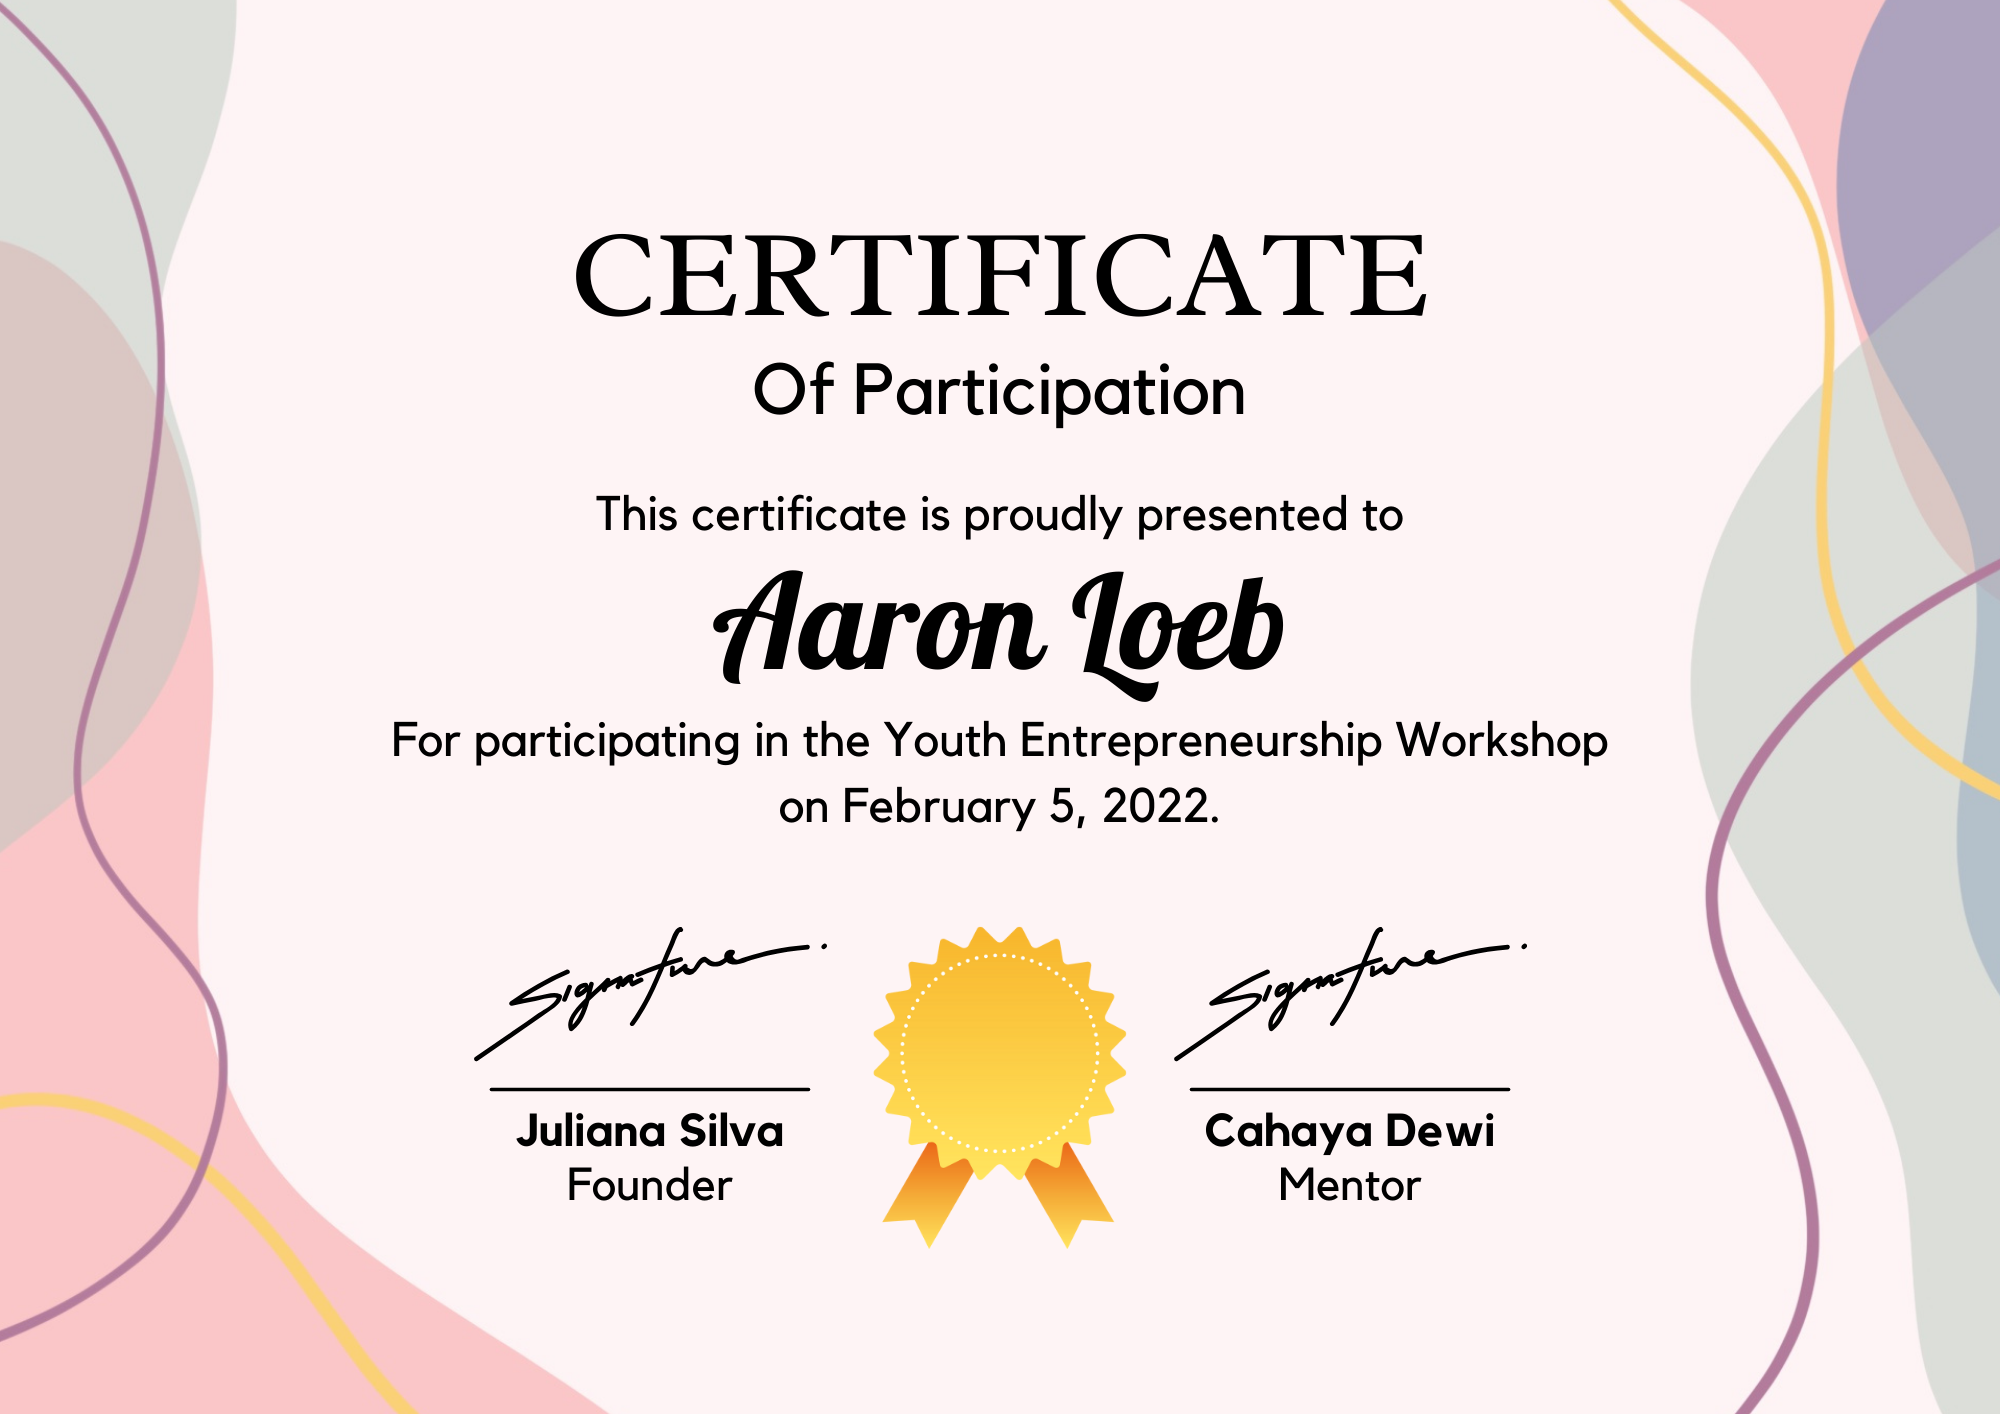 CERTIFICATE
Of Participation
This certificate is proudly presented to
Aaron Loeb
For participating in the Youth Entrepreneurship Workshop
on February 5, 2022.
Signature Signature
Juliana Silva Cahaya Dewi
Founder Mentor